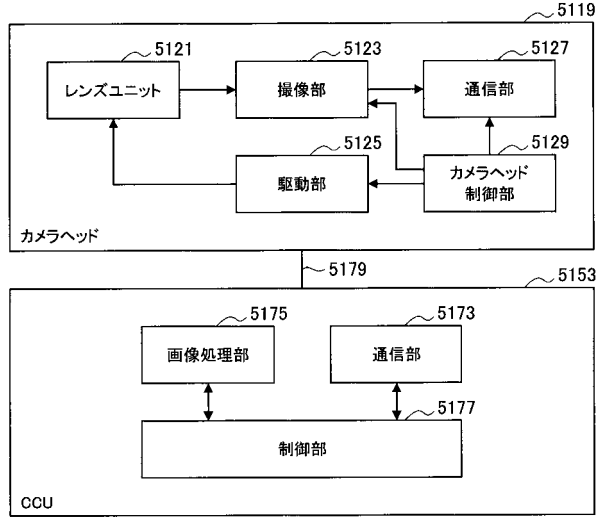 5119
5121
5123
5127
レンズユニット
撮像部
通信部
5125
5129
駆動部
カメラヘッド
制御部
カメラヘッド
5179
5153
5175
5173
画像処理部
通信部
5177
制御部
CCU